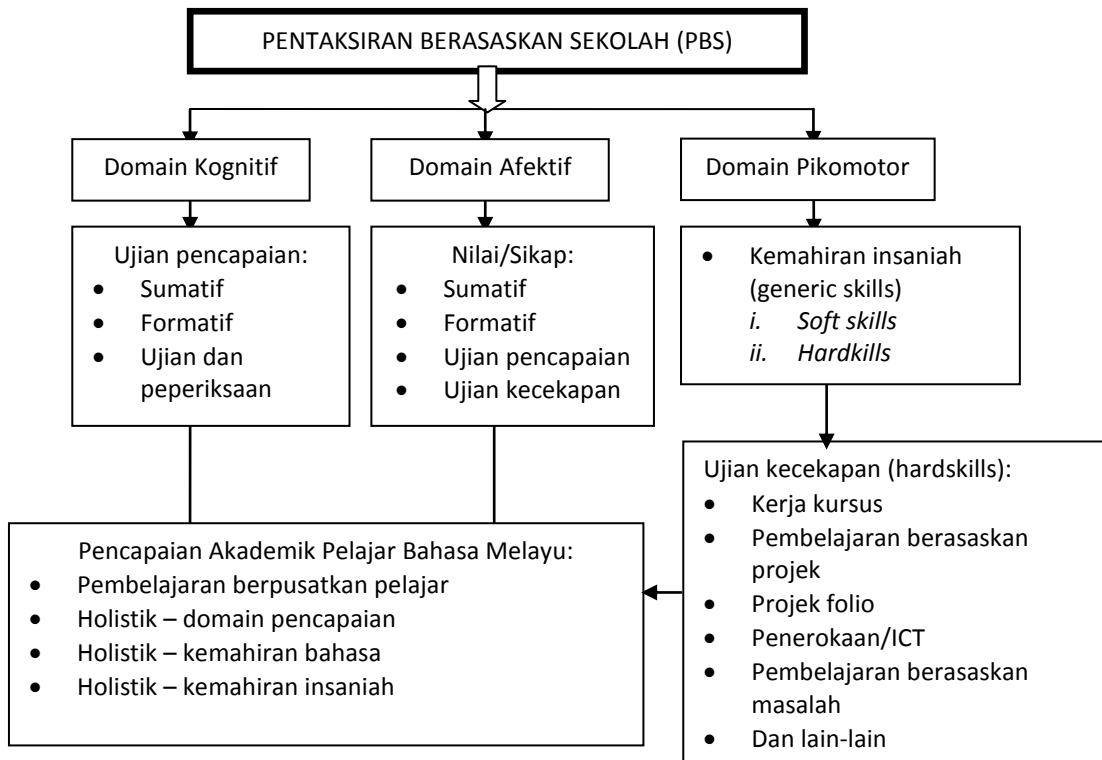 PENTAKSIRAN BERASASKAN SEKOLAH (PBS)
Domain Kognitif
Domain Afektif
Domain Pikomotor
Ujian pencapaian:
• Sumatif
• Formatif
• Ujian dan
peperiksaan
Nilai/Sikap:
• Sumatif
• Formatif
• Ujian pencapaian
• Ujian kecekapan
• Kemahiran insaniah
(generic skills)
i. Soft skills
ii. Hardkills
Ujian kecekapan (hardskills):
• Kerja kursus
• Pembelajaran berasaskan
projek
• Projek folio
• Penerokaan/ICT
• Pembelajaran berasaskan
masalah
• Dan lain-lain
Pencapaian Akademik Pelajar Bahasa Melayu:
• Pembelajaran berpusatkan pelajar
• Holistik – domain pencapaian
• Holistik – kemahiran bahasa
• Holistik – kemahiran insaniah